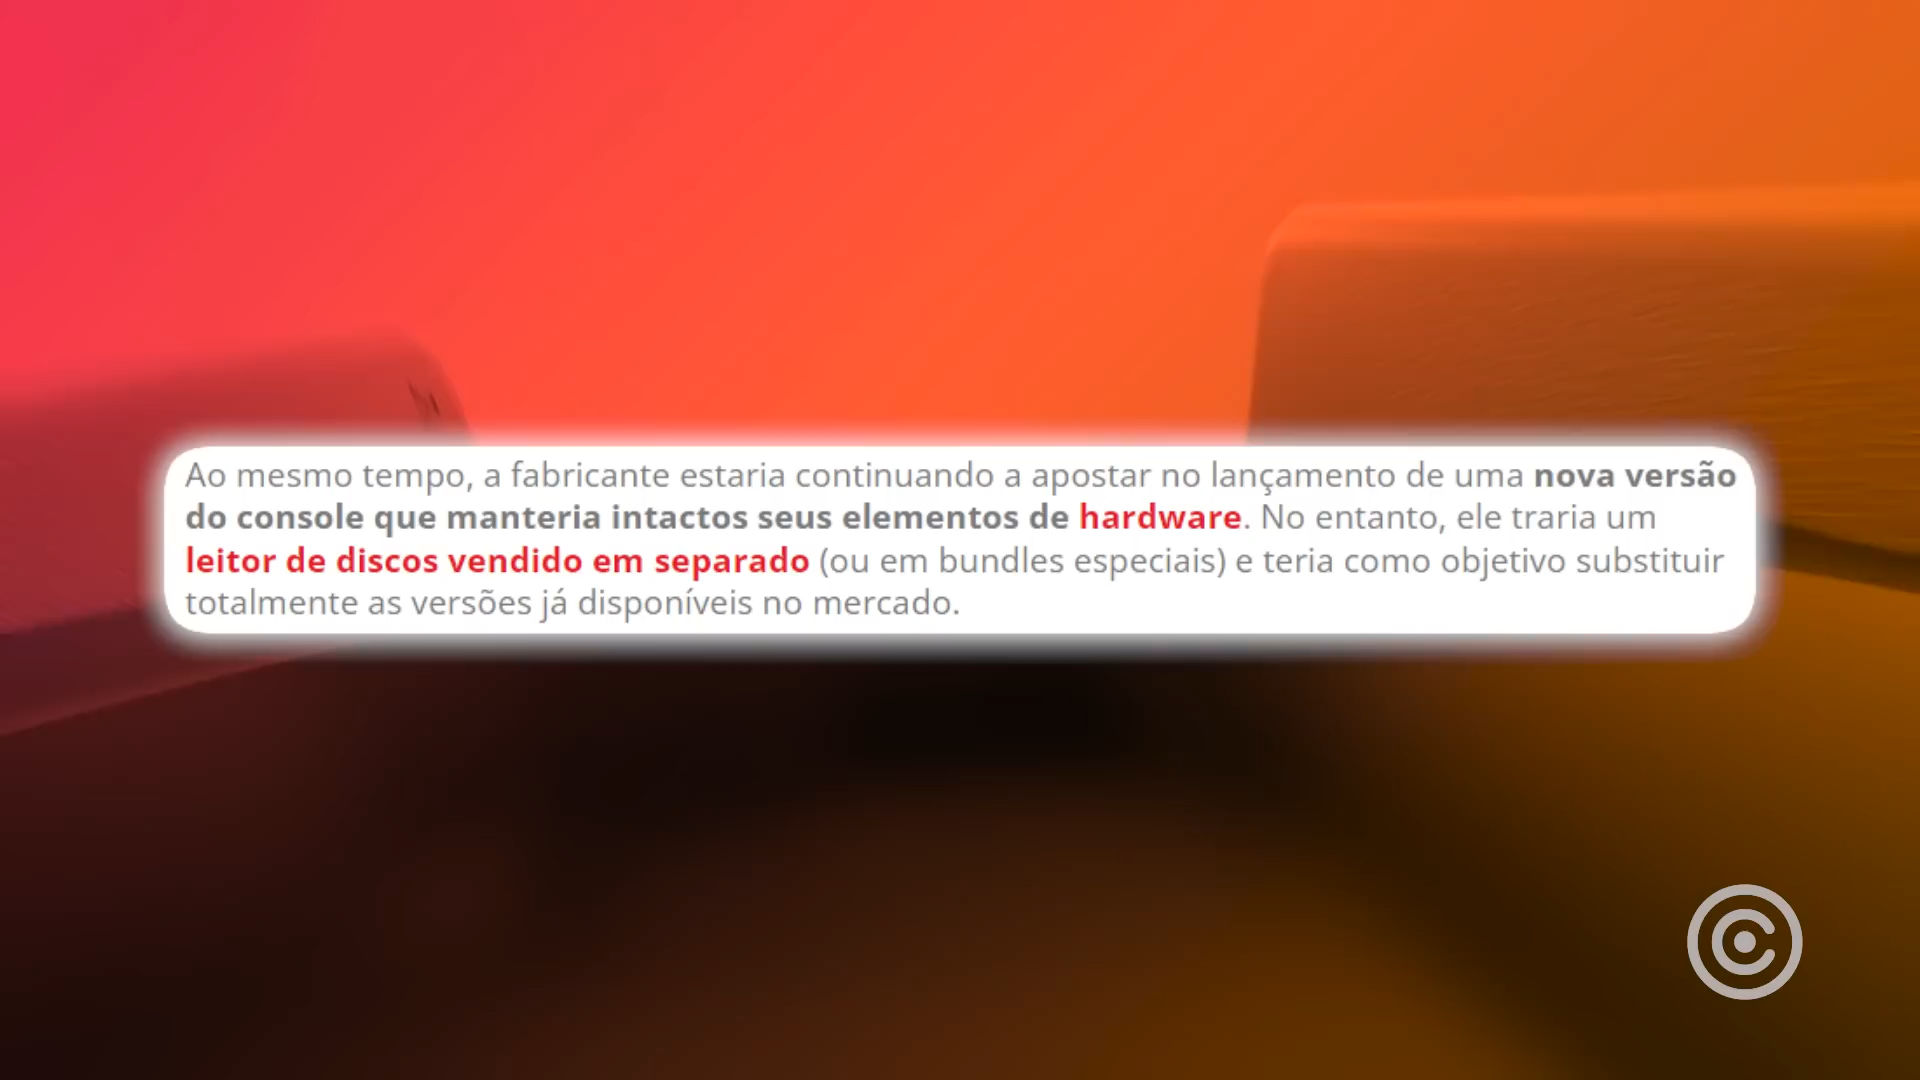 Ao mesmo tempo, a fabricante estaria continuando a apostar no lançamento de uma nova versão
do console que manteria intactos seus elementos de hardware. No entanto, ele traria um
leitor de discos vendido em separado (ou em bundles especiais) e teria como objetivo substituir
totalmente as versões já disponíveis no mercado.